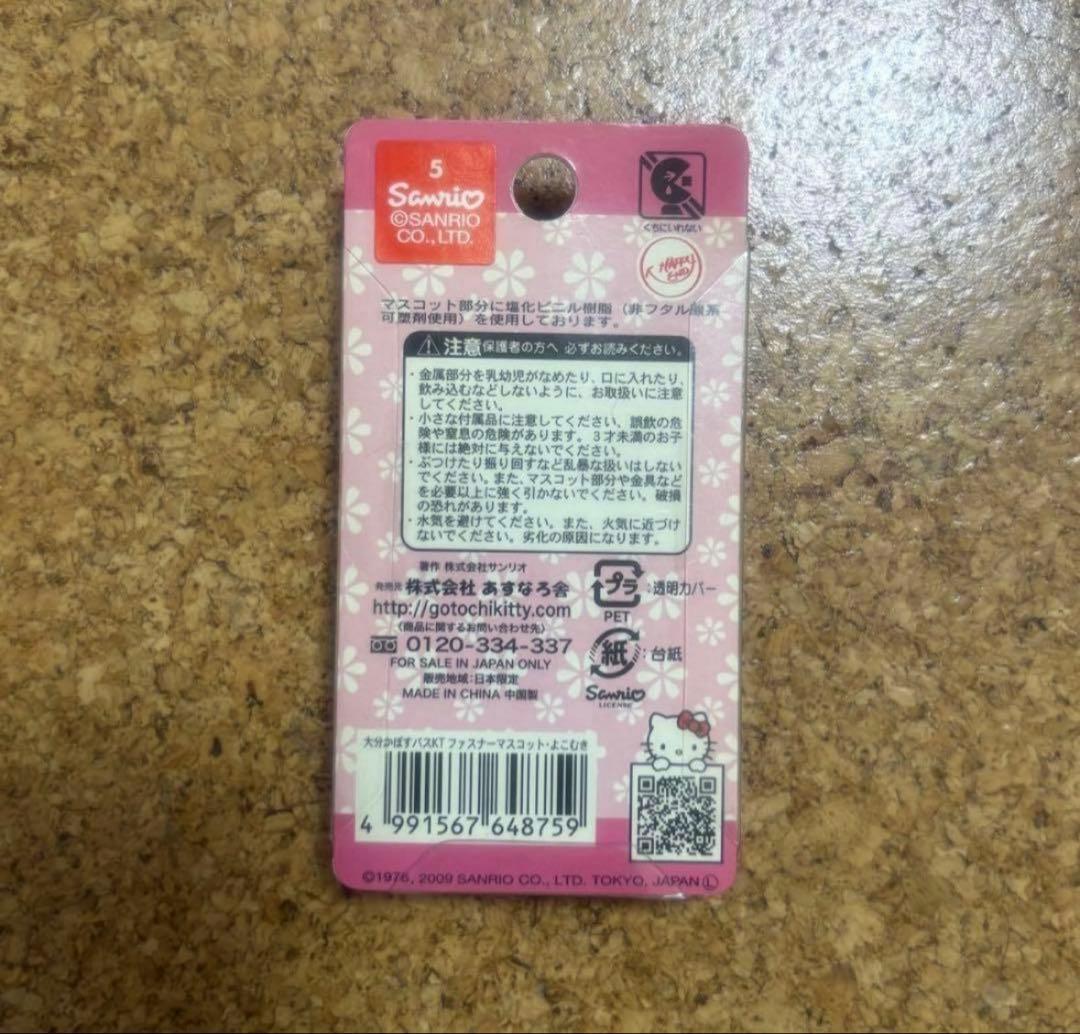 5
Sanrio
©SANRIO
CO., LTD.
くちにいれない
HAPPY
END
マスコット部分に塩化ビニル樹脂（非フタル酸系
可塑剤使用）を使用しております。
注意 保護者の方へ 必ずお読みください。
・金属部分を乳幼児がなめたり、口に入れたり、
飲み込むなどしないように、お取扱いに注意
してください。
・小さな付属品に注意してください、誤飲の危
険や窒息の危険があります。3才未満のお子
様には絶対に与えないでください。
・ぶつけたり振り回すなど乱暴な扱いはしない
でください。また、マスコット部分や金具など
を必要以上に強く引かないでください。破損
の恐れがあります。
・水気を避けてください。また、火気に近づけ
ないでください。劣化の原因になります。
著作 株式会社サンリオ
発売元 株式会社 あすなろ舎
http://gotochikitty.com
〈商品に関するお問い合わせ先〉
0120-334-337
FOR SALE IN JAPAN ONLY
販売地域：日本限定
MADE IN CHINA 中国製
プラ：透明カバー
PET
紙：台紙
Sanrio
LICENSE
大分かぼすバスKT ファスナーマスコット・よこむき
4 991567 648759
©1976, 2009 SANRIO CO., LTD. TOKYO, JAPAN Ⓛ